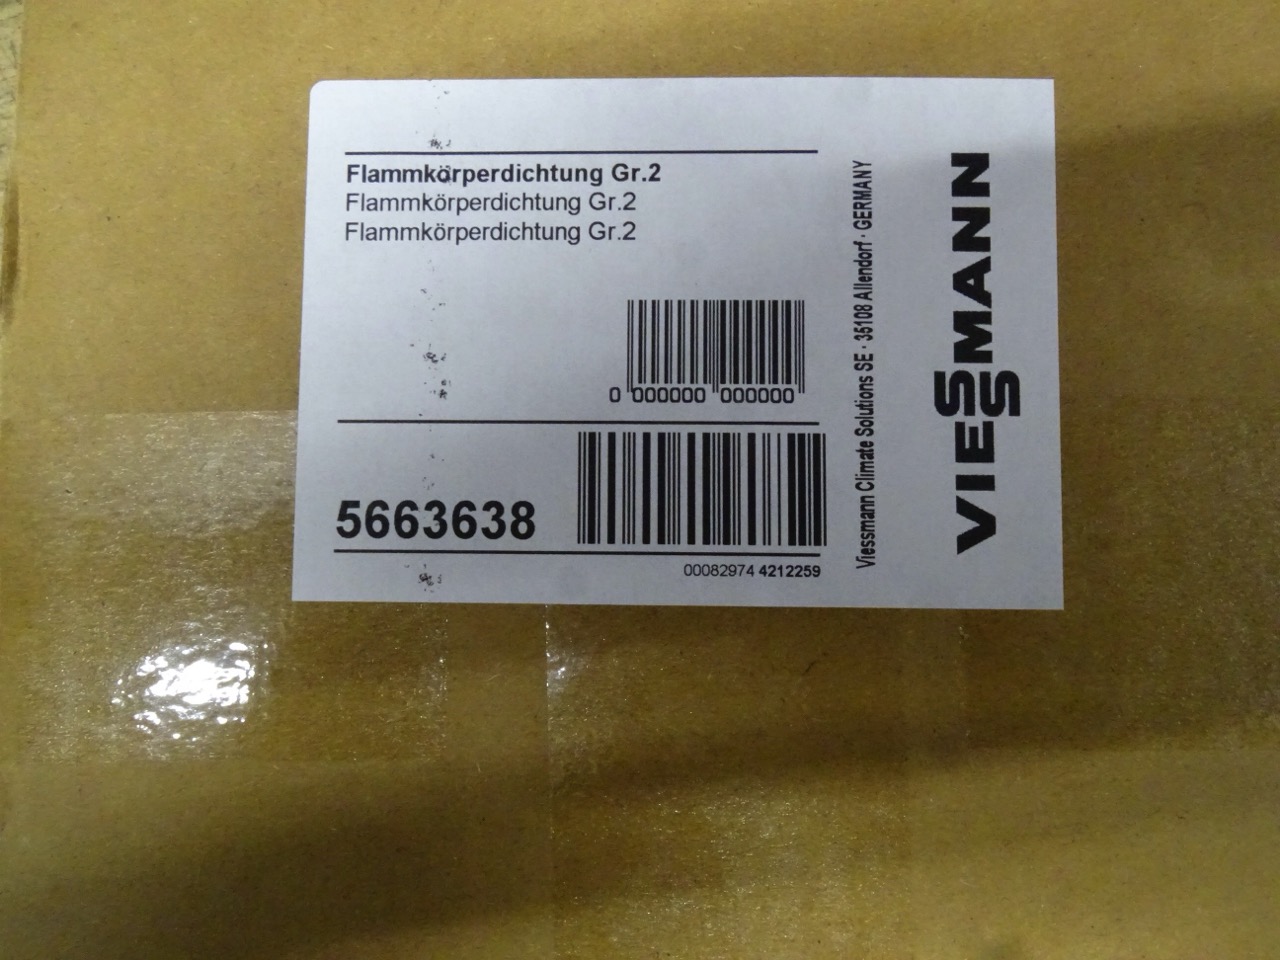 Flammkörperdichtung Gr.2
Flammkörperdichtung Gr.2
Flammkörperdichtung Gr.2
0 000000 000000
5663638
00082974 4212259
Viessmann Climate Solutions SE · 35108 Allendorf · GERMANY
VIESSMANN